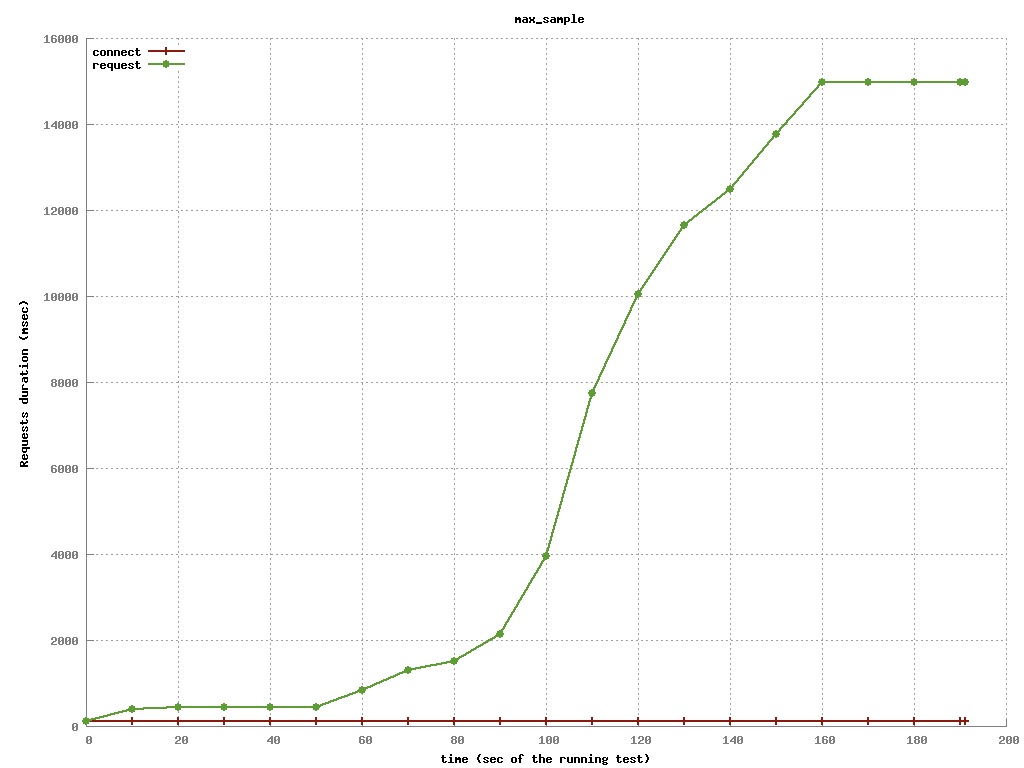 max_sample
connect
request
16000
14000
12000
10000
8000
6000
4000
2000
0
Requests duration (msec)
0 20 40 60 80 100 120 140 160 180 200
time (sec of the running test)